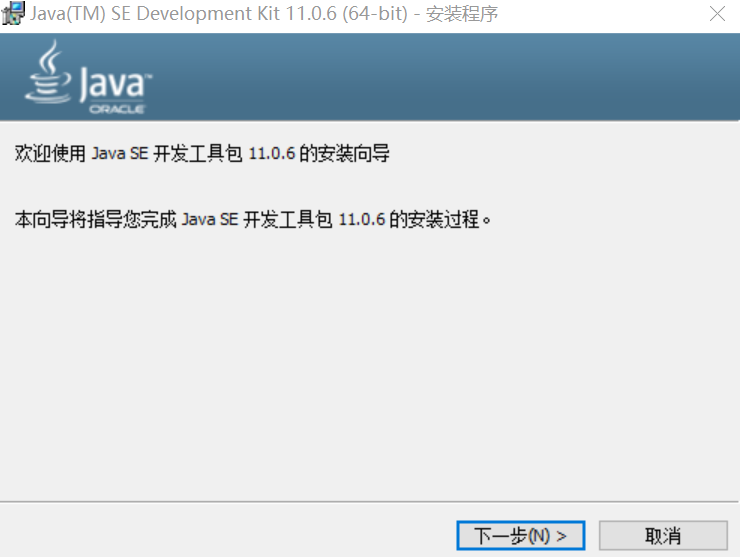 Java(TM) SE Development Kit 11.0.6 (64-bit) - 安装程序
Java™
ORACLE
欢迎使用 Java SE 开发工具包 11.0.6 的安装向导
本向导将指导您完成 Java SE 开发工具包 11.0.6 的安装过程。
下一步(N) > 取消